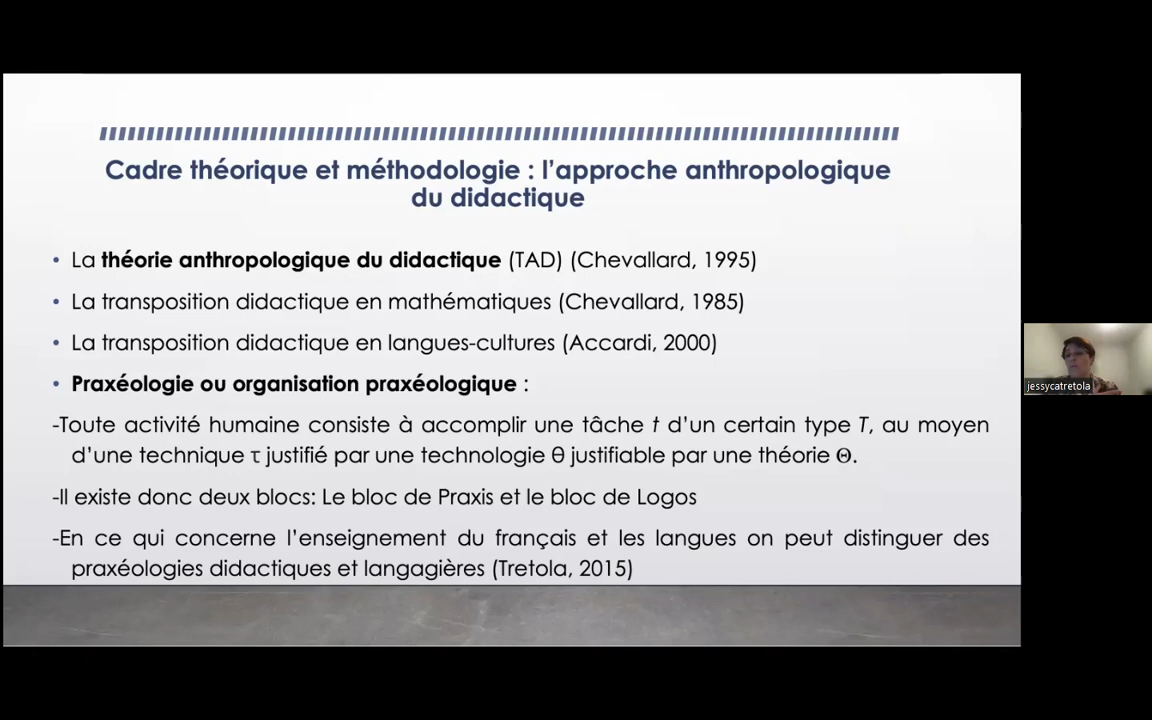 Cadre théorique et méthodologie : l’approche anthropologique
du didactique
• La théorie anthropologique du didactique (TAD) (Chevallard, 1995)
• La transposition didactique en mathématiques (Chevallard, 1985)
• La transposition didactique en langues-cultures (Accardi, 2000)
• Praxéologie ou organisation praxéologique :
-Toute activité humaine consiste à accomplir une tâche t d’un certain type T, au moyen
d’une technique τ justifié par une technologie θ justifiable par une théorie Θ.
-Il existe donc deux blocs: Le bloc de Praxis et le bloc de Logos
-En ce qui concerne l’enseignement du français et les langues on peut distinguer des
praxéologies didactiques et langagières (Tretola, 2015)
jessycatretola